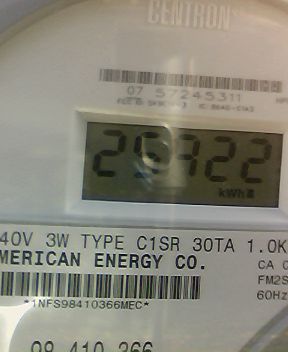 CENTRON
07 57245311
25922
kWh
40V 3W TYPE C1SR 30TA 1.0K
MERICAN ENERGY CO.
CA
FM2S
60Hz
*1NFS98410366MEC*
98 410 366